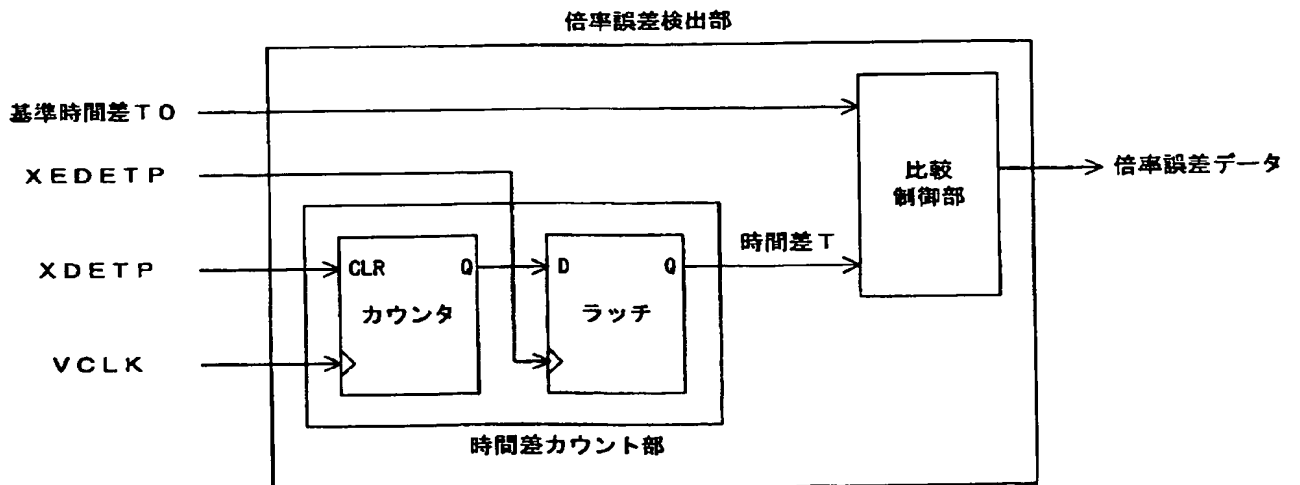 倍率誤差検出部
基準時間差T0
XEDETP
XDETP
VCLK
CLR Q
カウンタ
D Q
ラッチ
時間差カウント部
時間差T
比較
制御部
倍率誤差データ